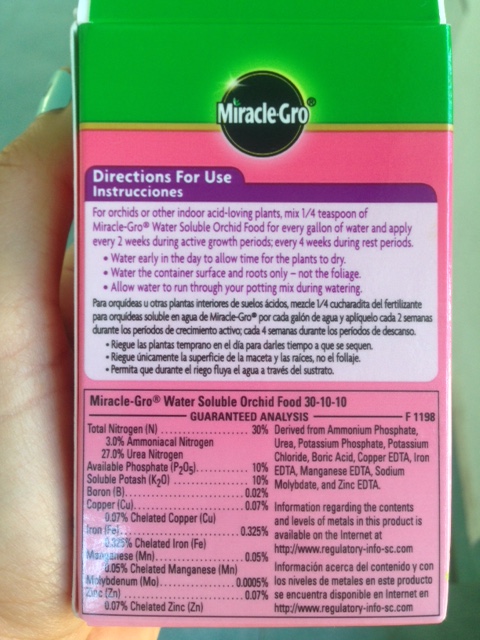 Miracle-Gro®
Directions For Use
Instrucciones
For orchids or other indoor acid-loving plants, mix 1/4 teaspoon of
Miracle-Gro® Water Soluble Orchid Food for every gallon of water and apply
every 2 weeks during active growth periods; every 4 weeks during rest periods.
• Water early in the day to allow time for the plants to dry.
• Water the container surface and roots only – not the foliage.
• Allow water to run through your potting mix during watering.
Para orquídeas u otras plantas interiores de suelos ácidos, mezcle 1/4 cucharadita del fertilizante
para orquídeas soluble en agua de Miracle-Gro® por cada galón de agua y aplíquelo cada 2 semanas
durante los períodos de crecimiento activo; cada 4 semanas durante los períodos de descanso.
• Riegue las plantas temprano en el día para darles tiempo a que se sequen.
• Riegue únicamente la superficie de la maceta y las raíces, no el follaje.
• Permita que durante el riego fluya el agua a través del sustrato.
Miracle-Gro® Water Soluble Orchid Food 30-10-10
GUARANTEED ANALYSIS F 1198
Total Nitrogen (N) 30%
3.0% Ammoniacal Nitrogen
27.0% Urea Nitrogen
Available Phosphate (P₂O₅) 10%
Soluble Potash (K₂O) 10%
Boron (B) 0.02%
Copper (Cu) 0.07%
0.07% Chelated Copper (Cu)
Iron (Fe) 0.325%
0.325% Chelated Iron (Fe)
Manganese (Mn) 0.05%
0.05% Chelated Manganese (Mn)
Molybdenum (Mo) 0.0005%
Zinc (Zn) 0.07%
0.07% Chelated Zinc (Zn)
Derived from Ammonium Phosphate,
Urea, Potassium Phosphate, Potassium
Chloride, Boric Acid, Copper EDTA, Iron
EDTA, Manganese EDTA, Sodium
Molybdate, and Zinc EDTA.
Information regarding the contents
and levels of metals in this product is
available on the Internet at
http://www.regulatory-info-sc.com
Información acerca del contenido y con
los niveles de metales en este producto
se encuentra disponible en Internet en
http://www.regulatory-info-sc.com